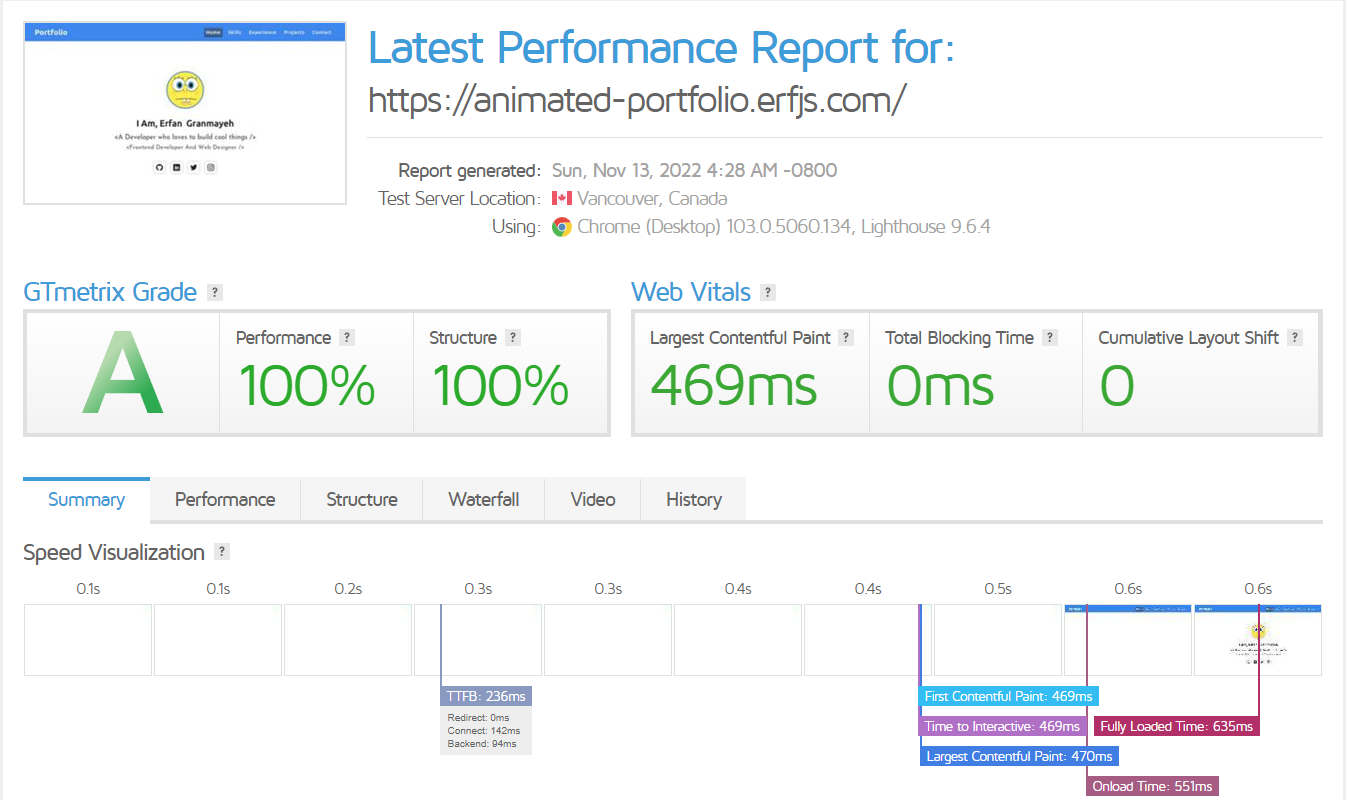 Portfolio
Home Skills Experience Projects Contact
I Am, Erfan Granmayeh
<A Developer who loves to build cool things />
<Frontend Developer And Web Designer />
Latest Performance Report for:
https://animated-portfolio.erfjs.com/
Report generated: Sun, Nov 13, 2022 4:28 AM -0800
Test Server Location: Vancouver, Canada
Using: Chrome (Desktop) 103.0.5060.134, Lighthouse 9.6.4
GTmetrix Grade ?
A
Performance ?
100%
Structure ?
100%
Web Vitals ?
Largest Contentful Paint ?
469ms
Total Blocking Time ?
0ms
Cumulative Layout Shift ?
0
Summary Performance Structure Waterfall Video History
Speed Visualization ?
0.1s 0.1s 0.2s 0.3s 0.3s 0.4s 0.4s 0.5s 0.6s 0.6s
TTFB: 236ms
Redirect: 0ms
Connect: 142ms
Backend: 94ms
First Contentful Paint: 469ms
Time to Interactive: 469ms
Fully Loaded Time: 635ms
Largest Contentful Paint: 470ms
Onload Time: 551ms